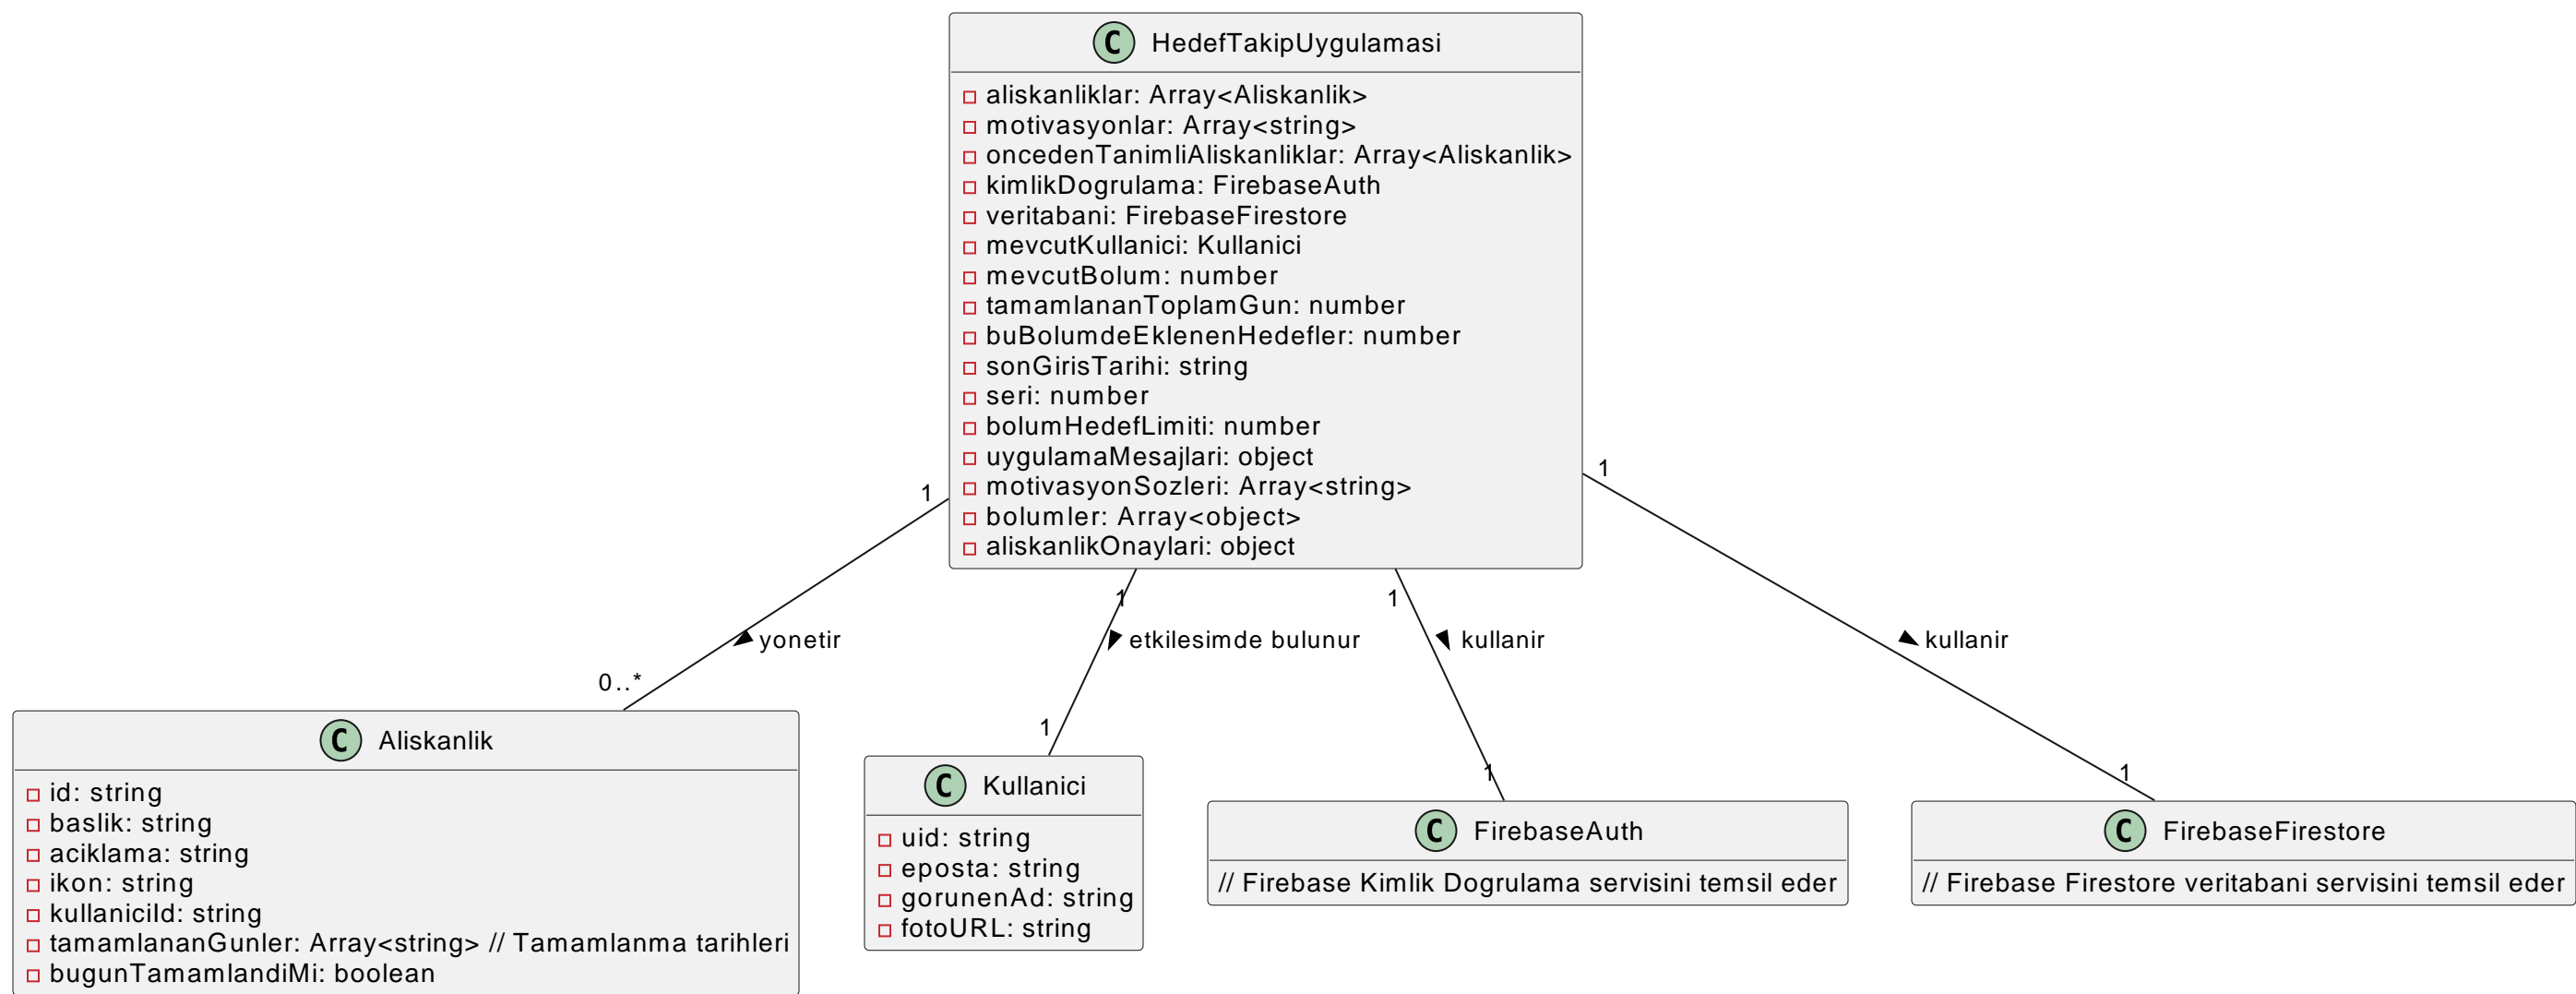 C HedefTakipUygulamasi
aliskanliklar: Array<Aliskanlik>
motivasyonlar: Array<string>
oncedenTanimliAliskanliklar: Array<Aliskanlik>
kimlikDogrulama: FirebaseAuth
veritabani: FirebaseFirestore
mevcutKullanici: Kullanici
mevcutBolum: number
tamamlananToplamGun: number
buBolumdeEklenenHedefler: number
sonGirisTarihi: string
seri: number
bolumHedefLimiti: number
uygulamaMesajlari: object
motivasyonSozleri: Array<string>
bolumler: Array<object>
aliskanlikOnaylari: object
1
1
1
1
yonetir
etkilesimde bulunur
kullanir
kullanir
0..*
1
1
1
C Aliskanlik
id: string
baslik: string
aciklama: string
ikon: string
kullaniciId: string
tamamlananGunler: Array<string> // Tamamlanma tarihleri
bugunTamamlandiMi: boolean
C Kullanici
uid: string
eposta: string
gorunenAd: string
fotoURL: string
C FirebaseAuth
// Firebase Kimlik Dogrulama servisini temsil eder
C FirebaseFirestore
// Firebase Firestore veritabani servisini temsil eder